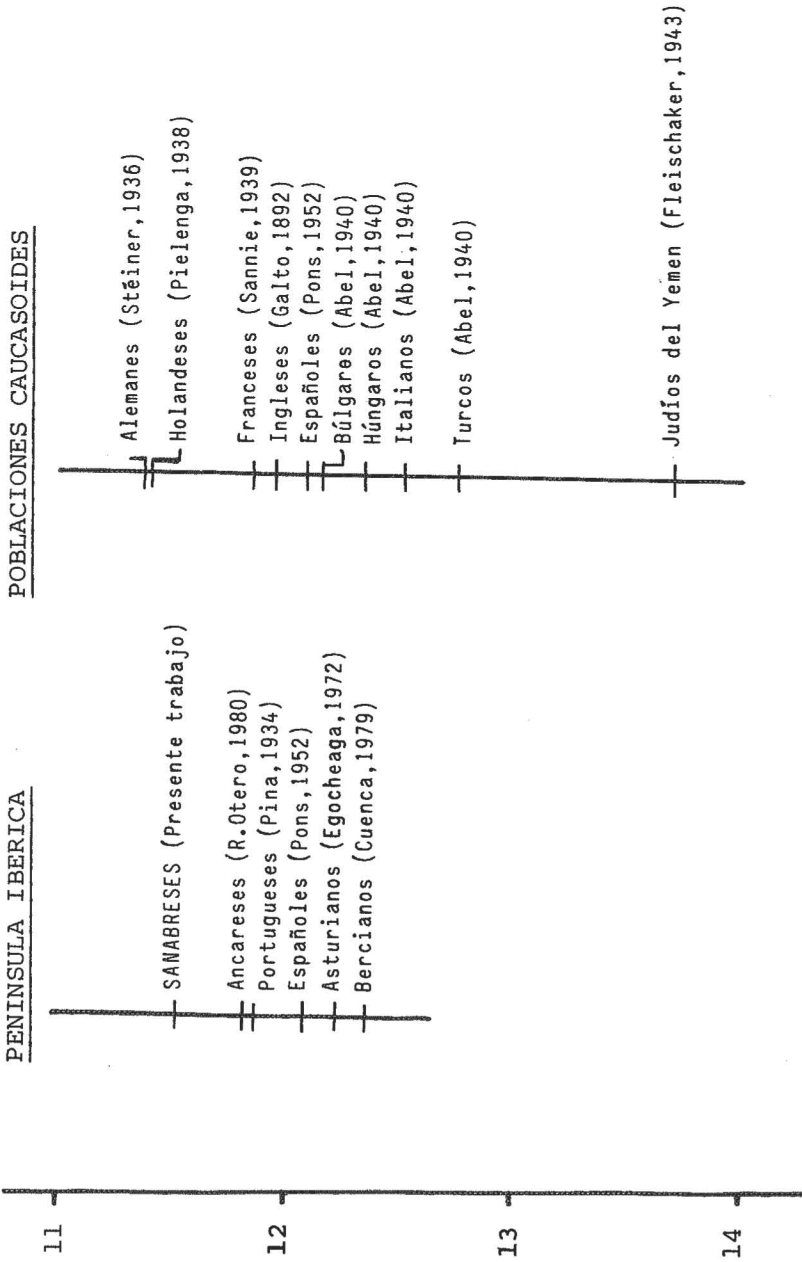 PENINSULA IBERICA
SANABRESES (Presente trabajo)
Ancareses (R.Otero,1980)
Portugueses (Pina,1934)
Españoles (Pons,1952)
Asturianos (Egocheaga,1972)
Bercianos (Cuenca,1979)
POBLACIONES CAUCASOIDES
Alemanes (Stéiner,1936)
Holandeses (Pielenga,1938)
Franceses (Sannie,1939)
Ingleses (Galto,1892)
Españoles (Pons,1952)
Búlgares (Abel,1940)
Húngaros (Abel,1940)
Italianos (Abel,1940)
Turcos (Abel,1940)
Judíos del Yemen (Fleischaker,1943)
11
12
13
14